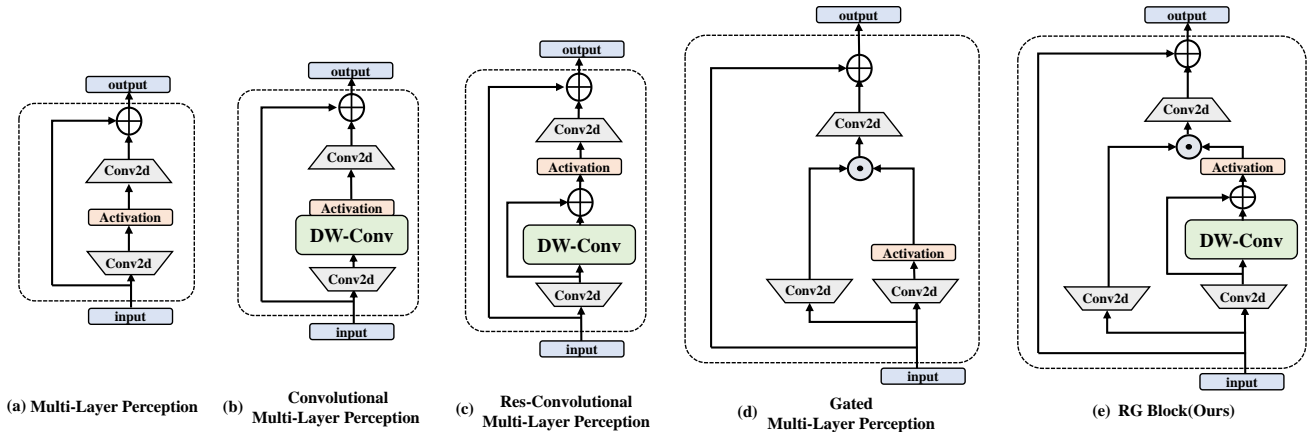 output
Conv2d
Activation
Conv2d
input
(a) Multi-Layer Perception
output
Conv2d
Activation
DW-Conv
Conv2d
input
(b) Convolutional
Multi-Layer Perception
output
Conv2d
Activation
DW-Conv
Conv2d
input
(c) Res-Convolutional
Multi-Layer Perception
output
Conv2d
Activation
Conv2d
Conv2d
input
(d) Gated
Multi-Layer Perception
output
Conv2d
Activation
DW-Conv
Conv2d
Conv2d
input
(e) RG Block(Ours)